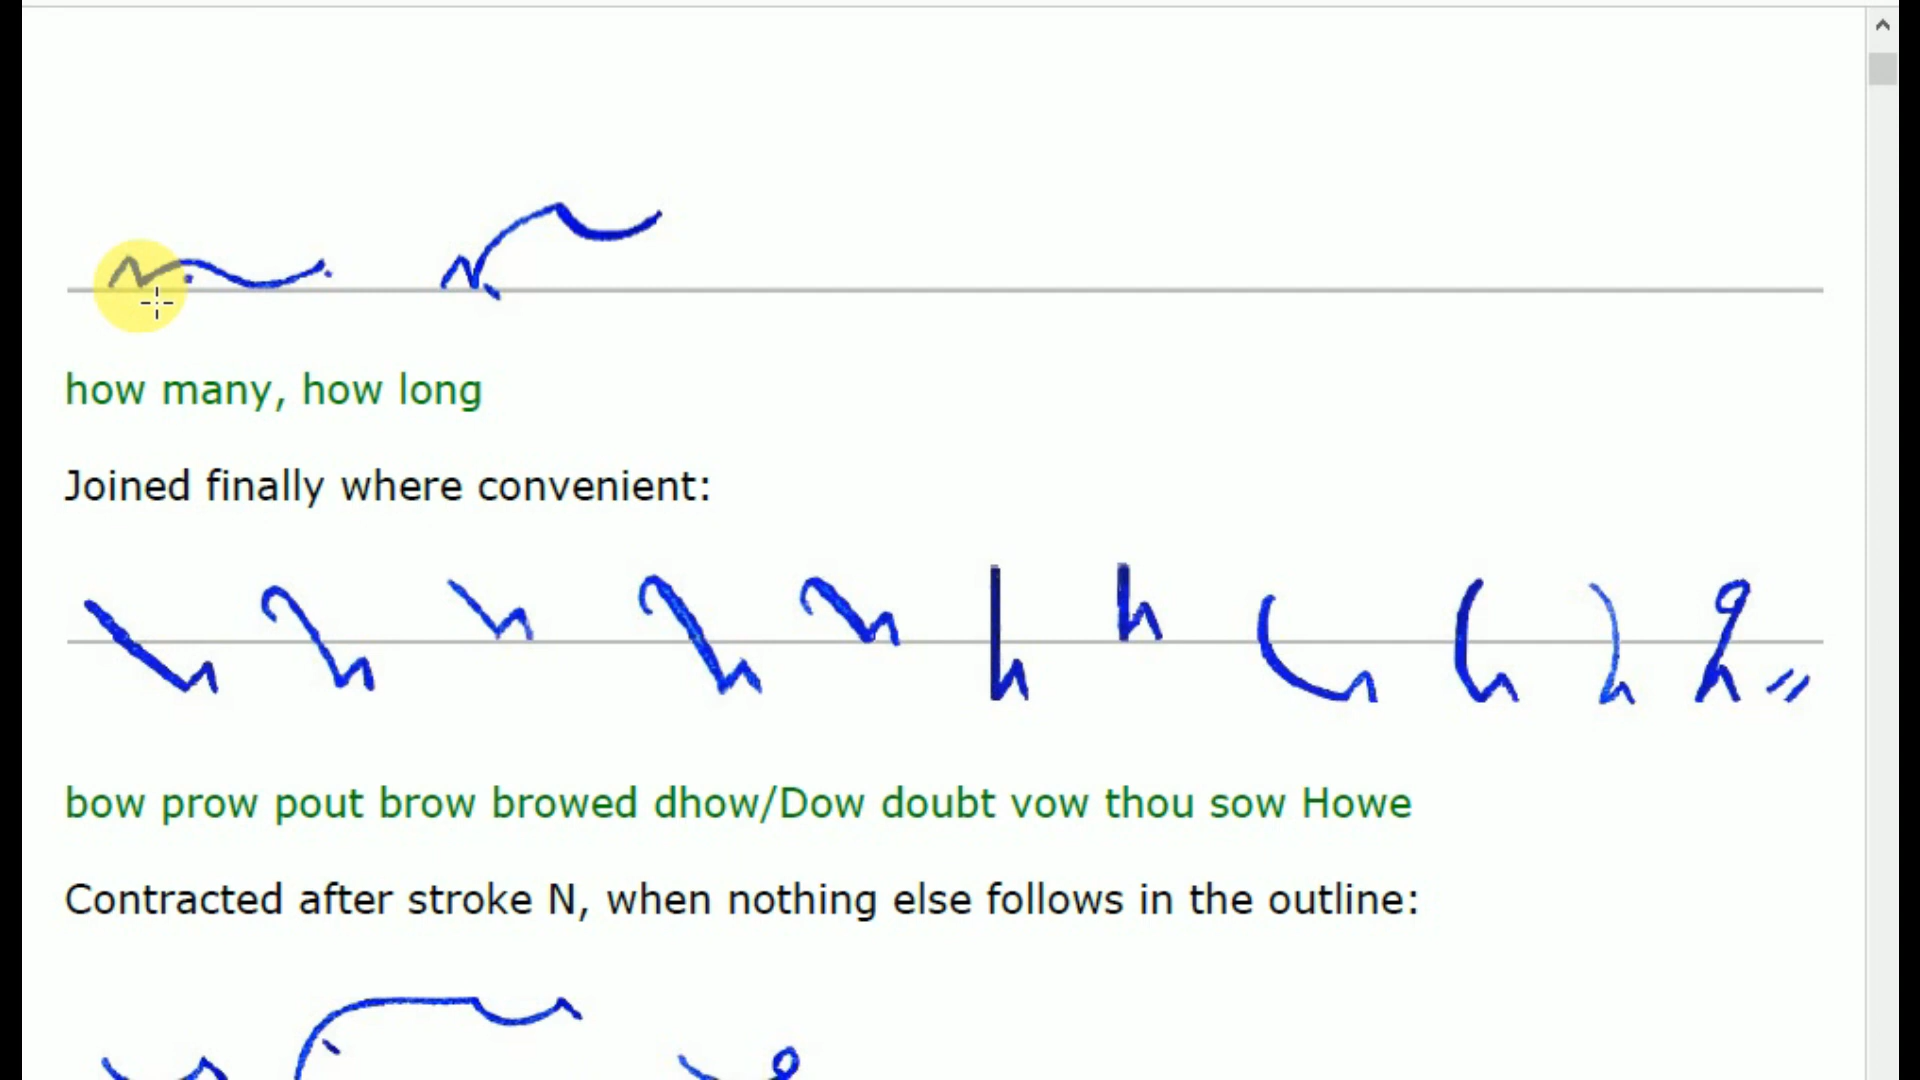 how many, how long
Joined finally where convenient:
bow prow pout brow browed dhow/Dow doubt vow thou sow Howe
Contracted after stroke N, when nothing else follows in the outline: